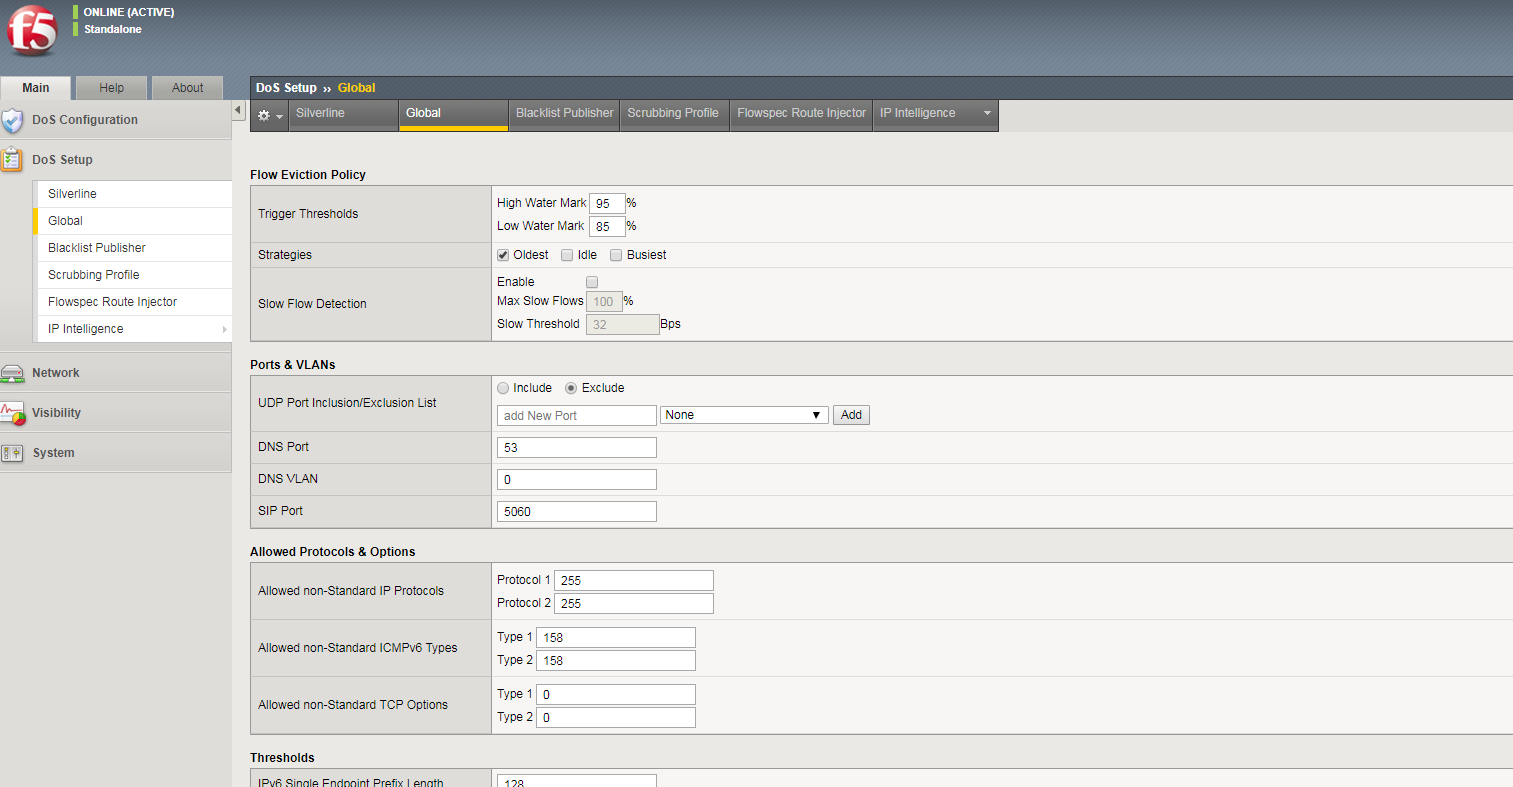 f5
ONLINE (ACTIVE)
Standalone
Main
Help
About
DoS Configuration
DoS Setup
Silverline
Global
Blacklist Publisher
Scrubbing Profile
Flowspec Route Injector
IP Intelligence
Network
Visibility
System
DoS Setup ›› Global
Silverline
Global
Blacklist Publisher
Scrubbing Profile
Flowspec Route Injector
IP Intelligence
Flow Eviction Policy
Trigger Thresholds
High Water Mark 95 %
Low Water Mark 85 %
Strategies
Oldest Idle Busiest
Slow Flow Detection
Enable
Max Slow Flows 100 %
Slow Threshold 32 Bps
Ports & VLANs
UDP Port Inclusion/Exclusion List
Include Exclude
add New Port None Add
DNS Port 53
DNS VLAN 0
SIP Port 5060
Allowed Protocols & Options
Allowed non-Standard IP Protocols
Protocol 1 255
Protocol 2 255
Allowed non-Standard ICMPv6 Types
Type 1 158
Type 2 158
Allowed non-Standard TCP Options
Type 1 0
Type 2 0
Thresholds
IPv6 Single Endpoint Prefix Length 128